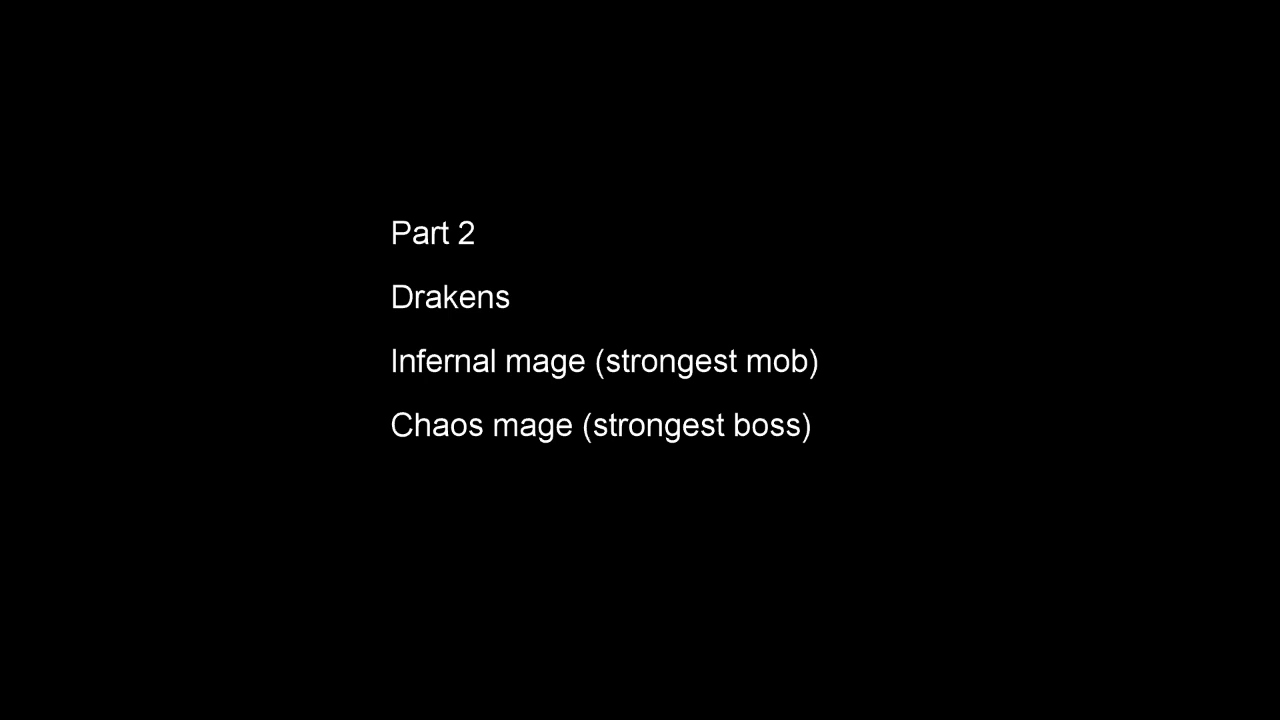 Part 2
Drakens
Infernal mage (strongest mob)
Chaos mage (strongest boss)